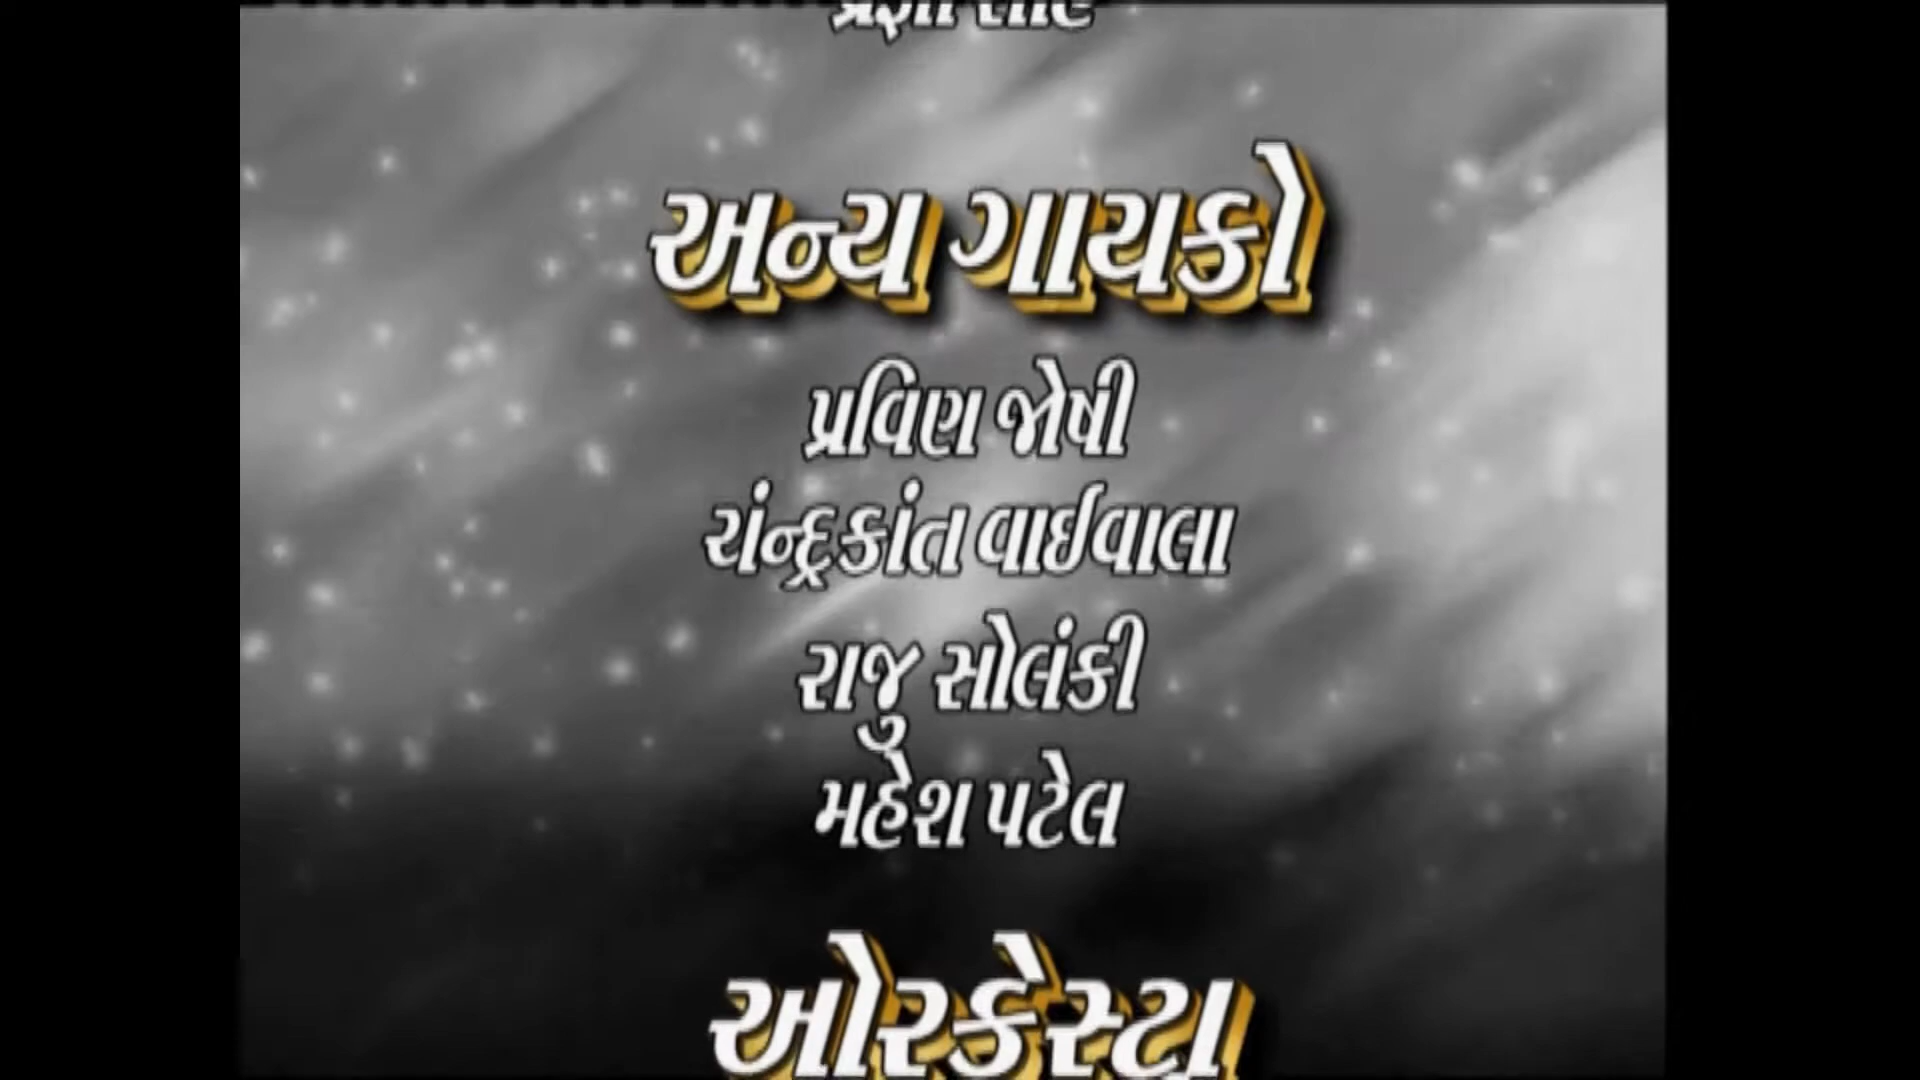 અન્ય ગાયકો
પ્રવિણ જોષી
ચંન્દ્રકાંત વાઈવાલા
રાજુ સોલંકી
મહેશ પટેલ
ઓરકેસ્ટ્રા